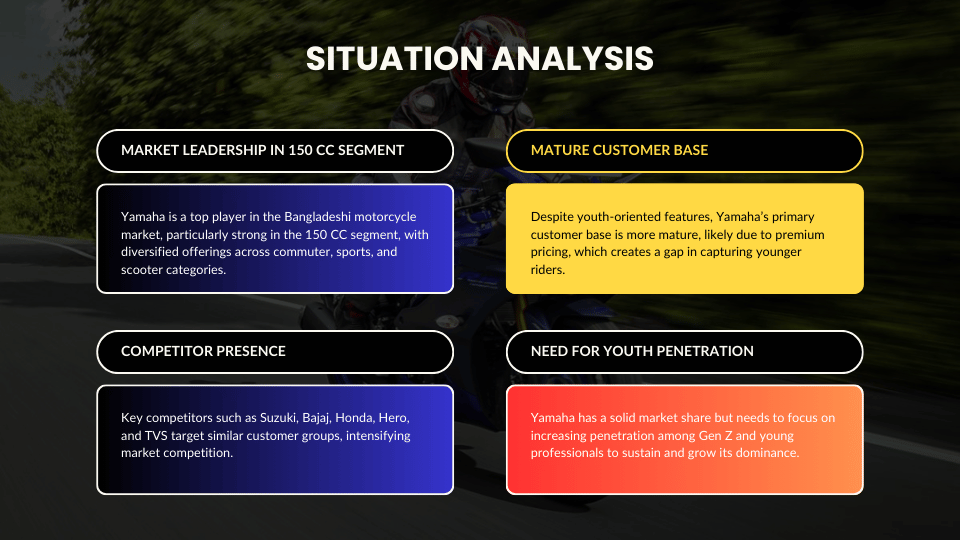 SITUATION ANALYSIS
MARKET LEADERSHIP IN 150 CC SEGMENT
Yamaha is a top player in the Bangladeshi motorcycle
market, particularly strong in the 150 CC segment, with
diversified offerings across commuter, sports, and
scooter categories.
MATURE CUSTOMER BASE
Despite youth-oriented features, Yamaha's primary
customer base is more mature, likely due to premium
pricing, which creates a gap in capturing younger
riders.
COMPETITOR PRESENCE
Key competitors such as Suzuki, Bajaj, Honda, Hero,
and TVS target similar customer groups, intensifying
market competition.
NEED FOR YOUTH PENETRATION
Yamaha has a solid market share but needs to focus on
increasing penetration among Gen Z and young
professionals to sustain and grow its dominance.